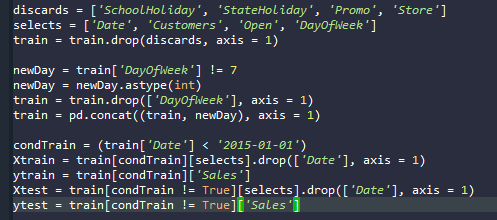 discards = ['SchoolHoliday', 'StateHoliday', 'Promo', 'Store']
selects = ['Date', 'Customers', 'Open', 'DayOfWeek']
train = train.drop(discards, axis = 1)
newDay = train['DayOfWeek'] != 7
newDay = newDay.astype(int)
train = train.drop(['DayOfWeek'], axis = 1)
train = pd.concat((train, newDay), axis = 1)
condTrain = (train['Date'] < '2015-01-01')
Xtrain = train[condTrain][selects].drop(['Date'], axis = 1)
ytrain = train[condTrain]['Sales']
Xtest = train[condTrain != True][selects].drop(['Date'], axis = 1)
ytest = train[condTrain != True]['Sales']